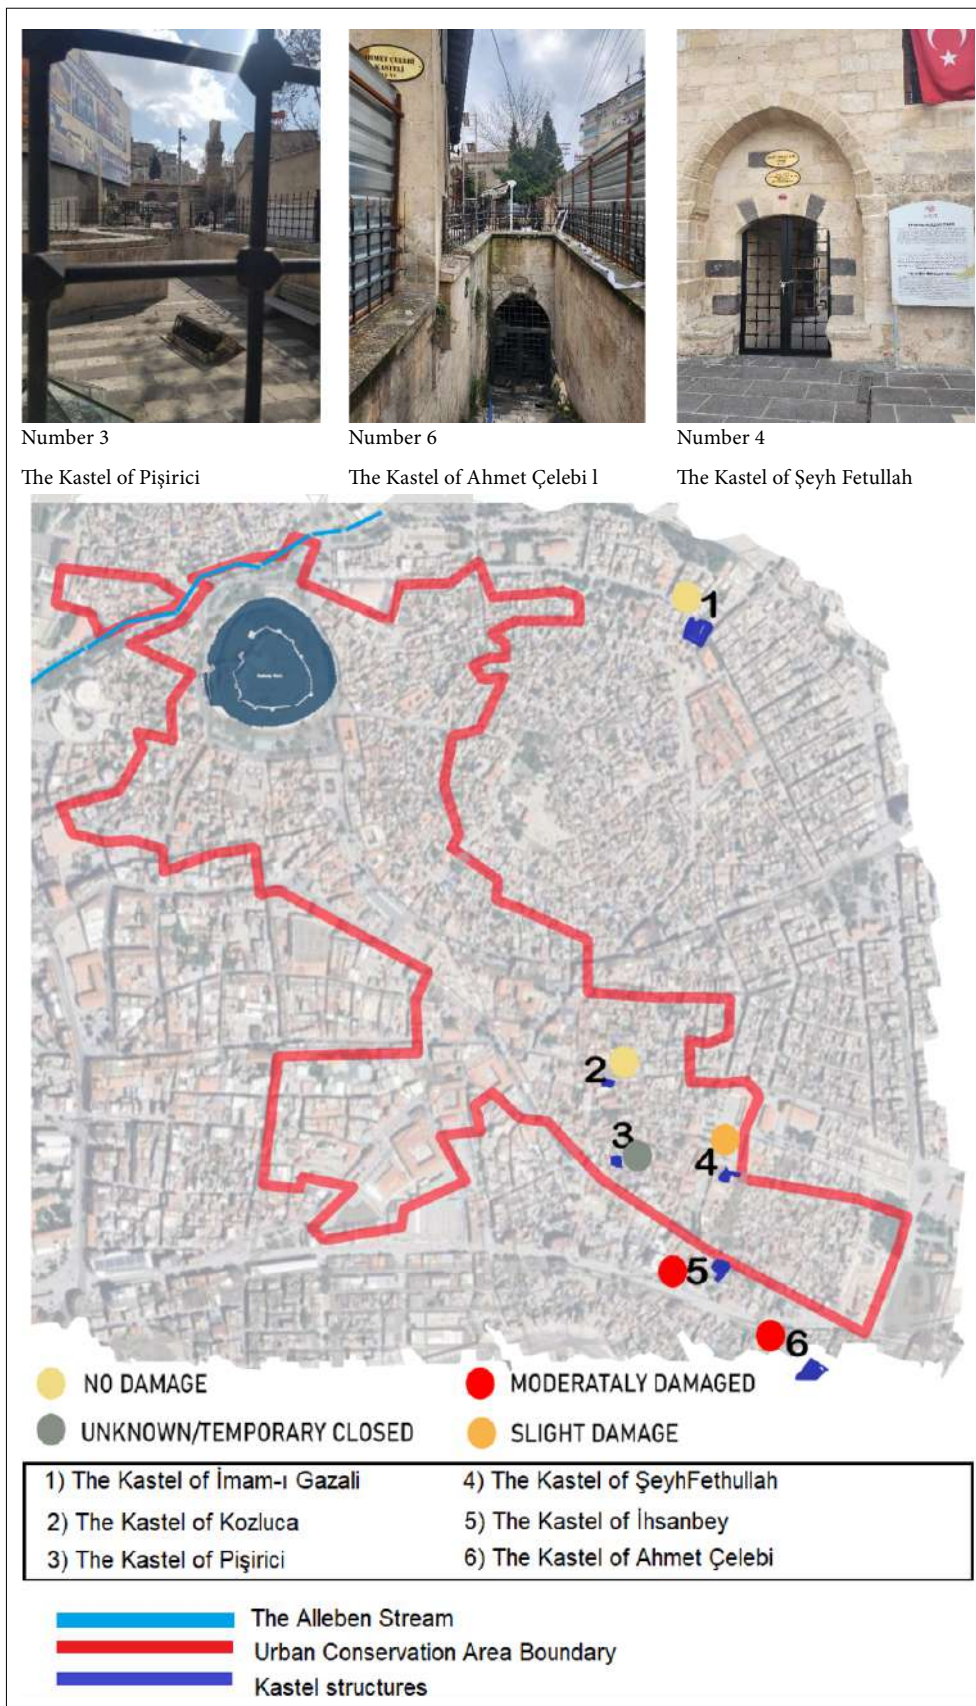 AHMET ÇELEBİ
KASTELİ
Number 3
Number 6
Number 4
The Kastel of Pişirici
The Kastel of Ahmet Çelebi l
The Kastel of Şeyh Fetullah
1
2
3
4
5
6
NO DAMAGE
MODERATALY DAMAGED
UNKNOWN/TEMPORARY CLOSED
SLIGHT DAMAGE
1) The Kastel of İmam-ı Gazali
4) The Kastel of ŞeyhFethullah
2) The Kastel of Kozluca
5) The Kastel of İhsanbey
3) The Kastel of Pişirici
6) The Kastel of Ahmet Çelebi
The Alleben Stream
Urban Conservation Area Boundary
Kastel structures